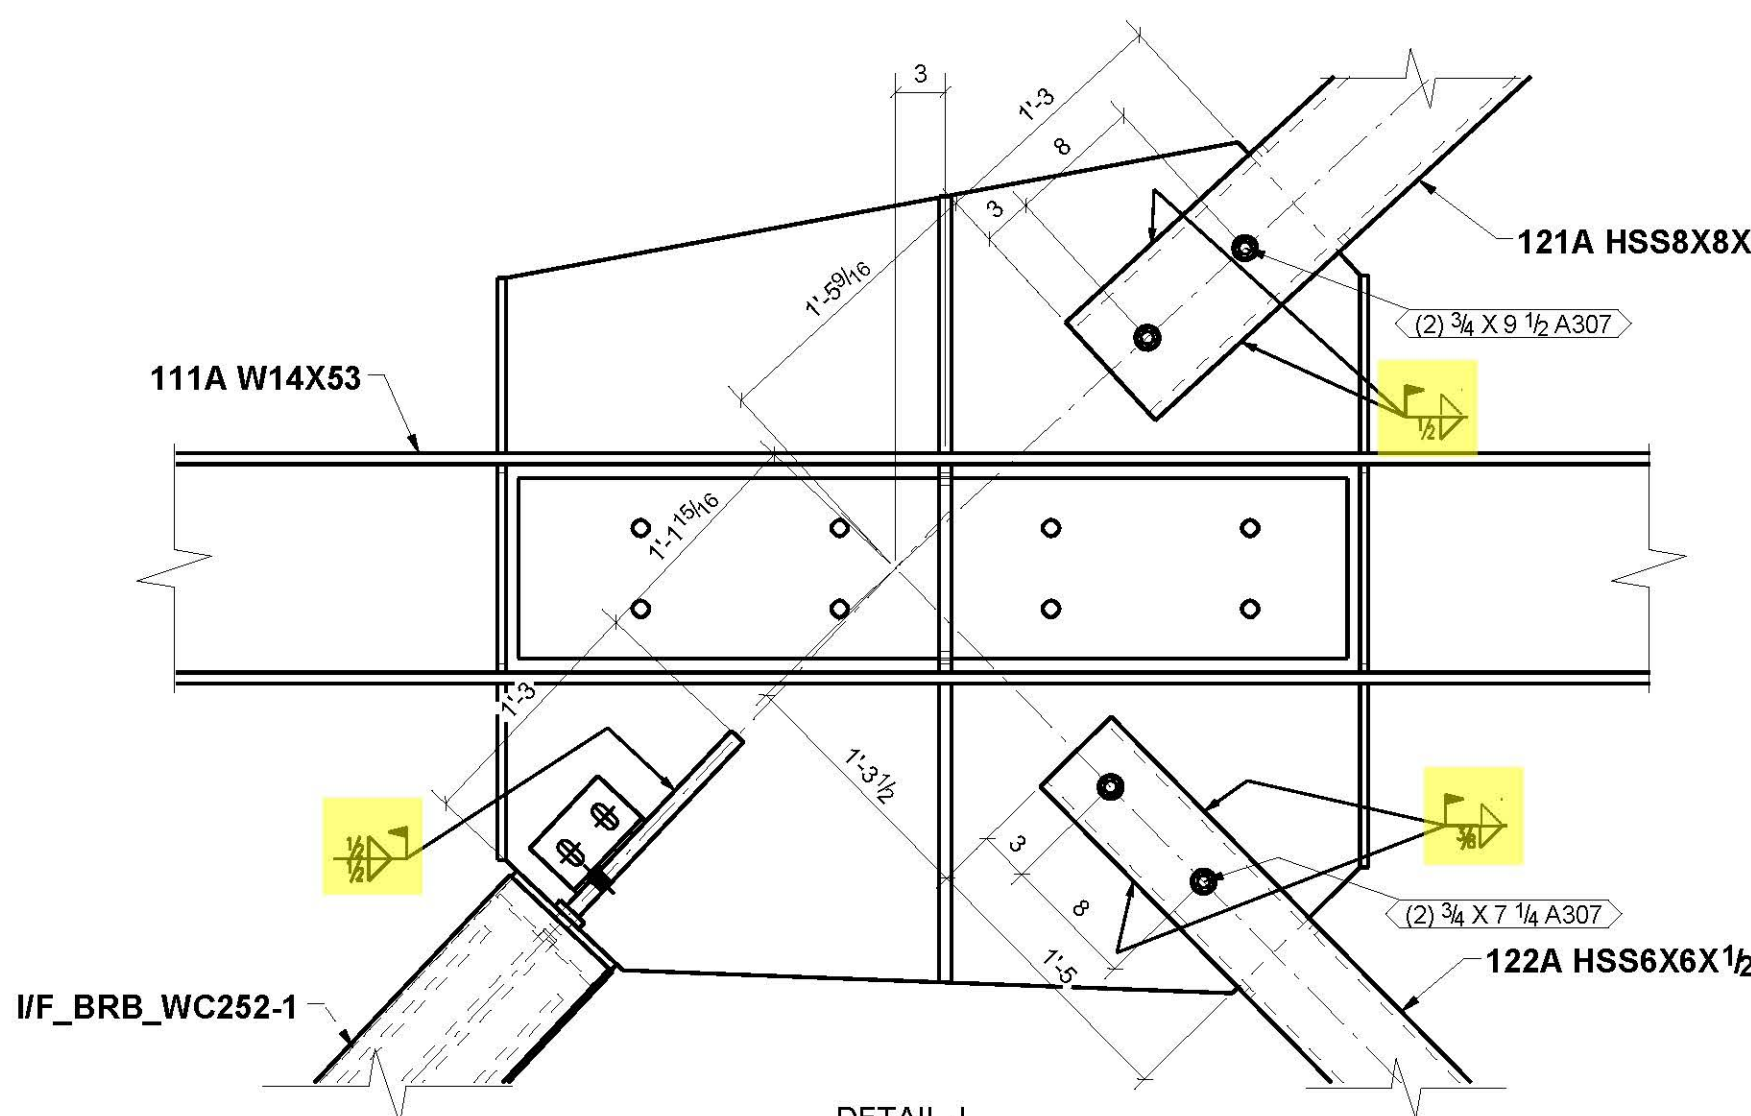 3
1'-3
8
3
1'-5 9/16
121A HSS8X8X
(2) 3/4 X 9 1/2 A307
111A W14X53
1/2
1'-1 15/16
1'-3
1'-3 1/2
1/2
1/2
3
3/8
8
(2) 3/4 X 7 1/4 A307
1'-5
122A HSS6X6X1/2
I/F_BRB_WC252-1